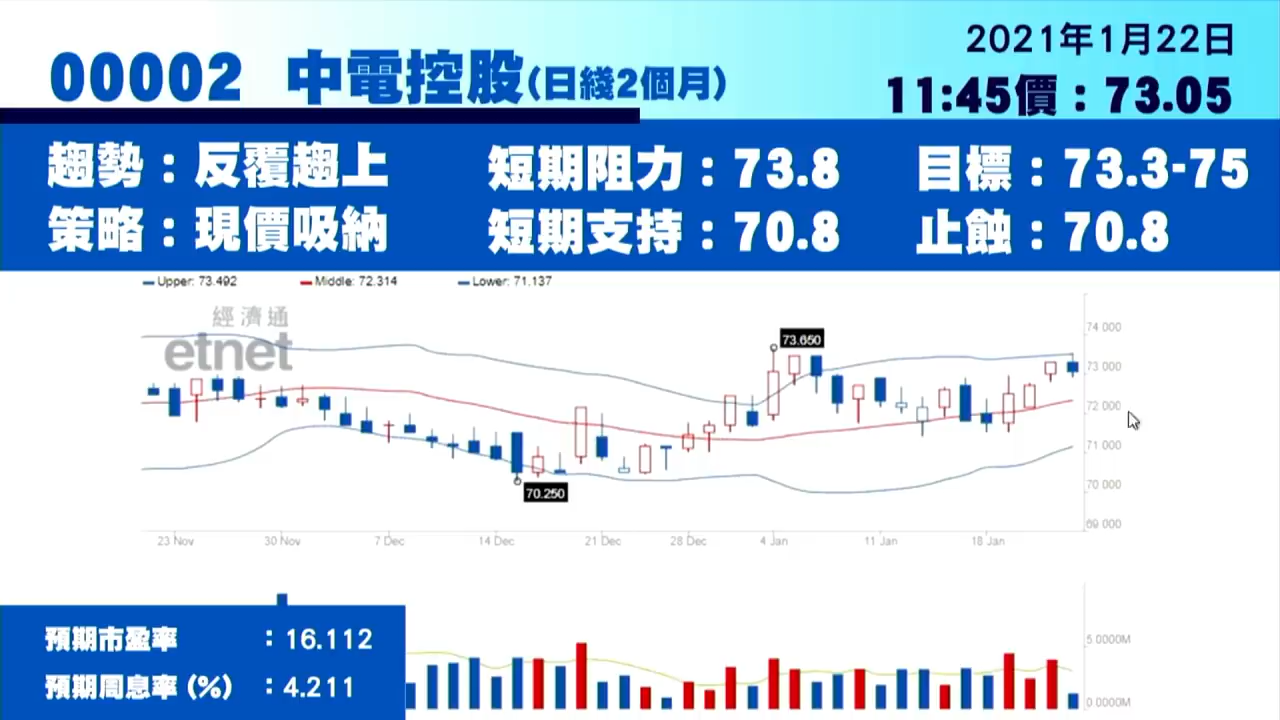 00002 中電控股(日綫2個月)
2021年1月22日
11:45價：73.05
趨勢：反覆趨上
短期阻力：73.8
目標：73.3-75
策略：現價吸納
短期支持：70.8
止蝕：70.8
Upper: 73.492 Middle: 72.314 Lower: 71.137
經濟通
etnet
73.650
70.250
74 000
73 000
72 000
71 000
70 000
69 000
23 Nov 30 Nov 7 Dec 14 Dec 21 Dec 28 Dec 4 Jan 11 Jan 18 Jan
5.0000M
0.0000M
預期市盈率 ：16.112
預期周息率 (%) ：4.211